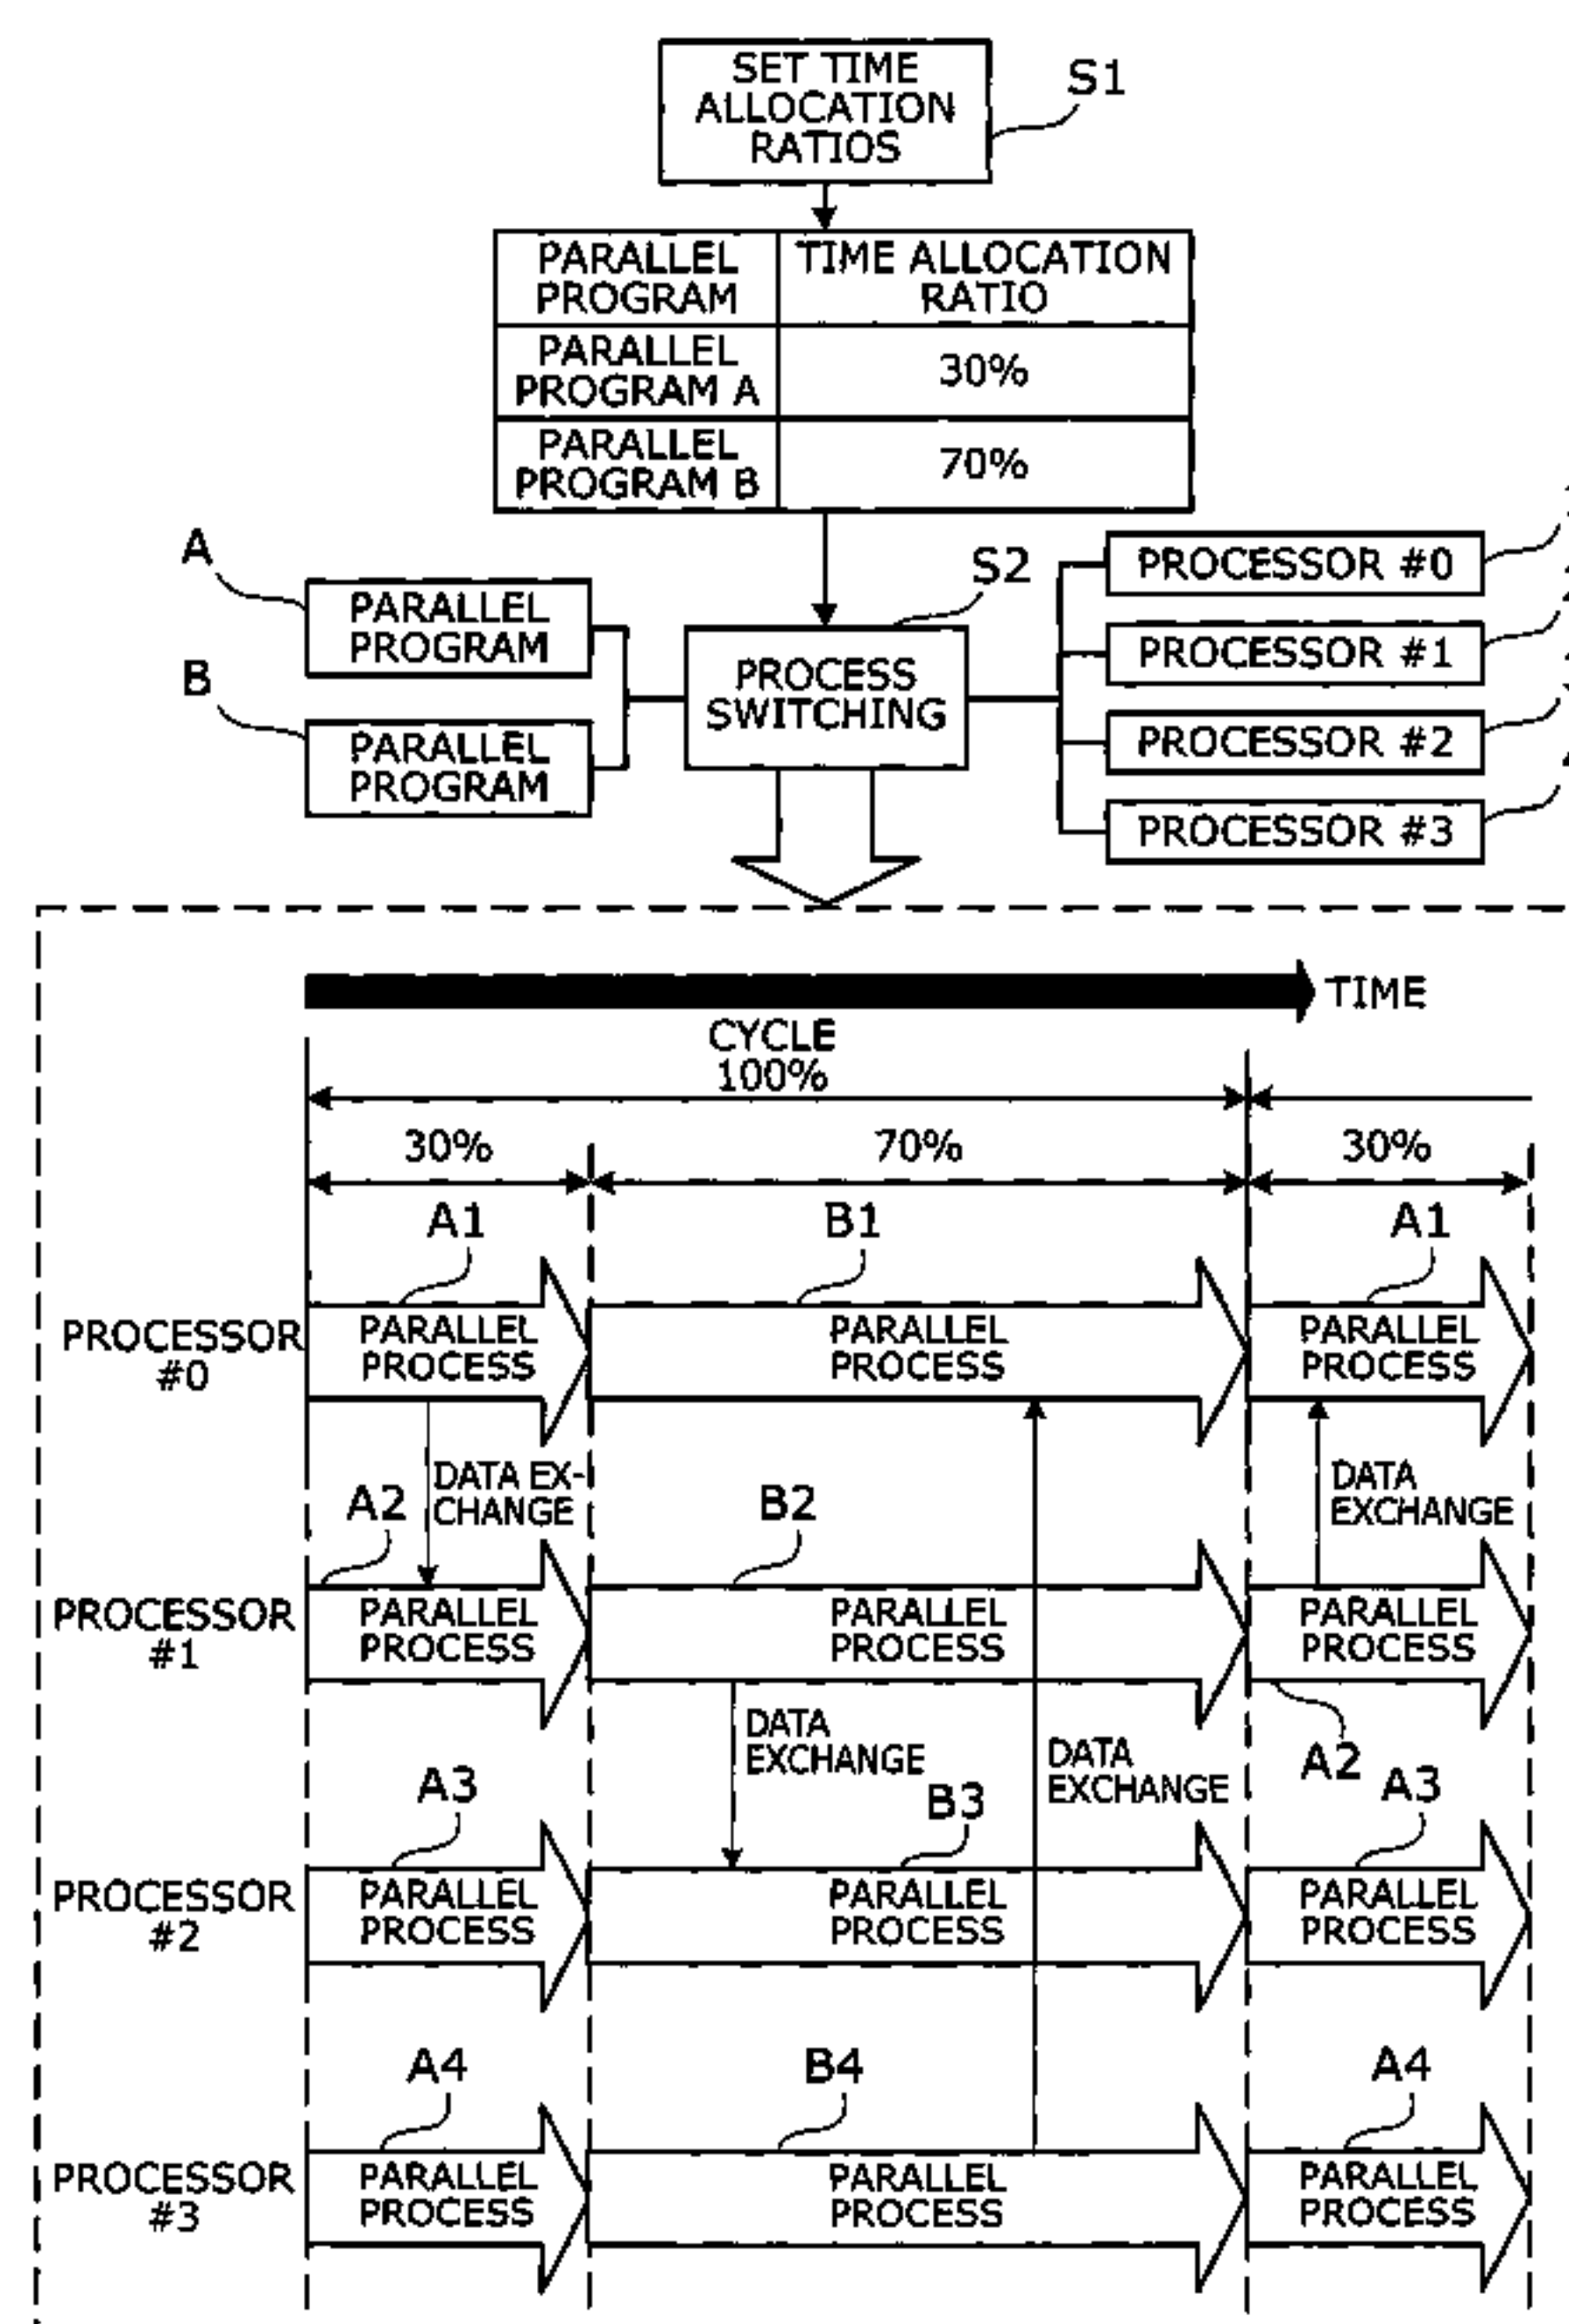 SET TIME
ALLOCATION
RATIOS
S1
PARALLEL
PROGRAM
TIME ALLOCATION
RATIO
PARALLEL
PROGRAM A
30%
PARALLEL
PROGRAM B
70%
A
PARALLEL
PROGRAM
B
PARALLEL
PROGRAM
S2
PROCESS
SWITCHING
PROCESSOR #0
PROCESSOR #1
PROCESSOR #2
PROCESSOR #3
TIME
CYCLE
100%
30%
70%
30%
A1
B1
A1
PROCESSOR
#0
PARALLEL
PROCESS
PARALLEL
PROCESS
PARALLEL
PROCESS
DATA EX-
CHANGE
DATA
EXCHANGE
A2
B2
PROCESSOR
#1
PARALLEL
PROCESS
PARALLEL
PROCESS
PARALLEL
PROCESS
DATA
EXCHANGE
DATA
EXCHANGE
A2
A3
B3
A3
PROCESSOR
#2
PARALLEL
PROCESS
PARALLEL
PROCESS
PARALLEL
PROCESS
A4
B4
A4
PROCESSOR
#3
PARALLEL
PROCESS
PARALLEL
PROCESS
PARALLEL
PROCESS